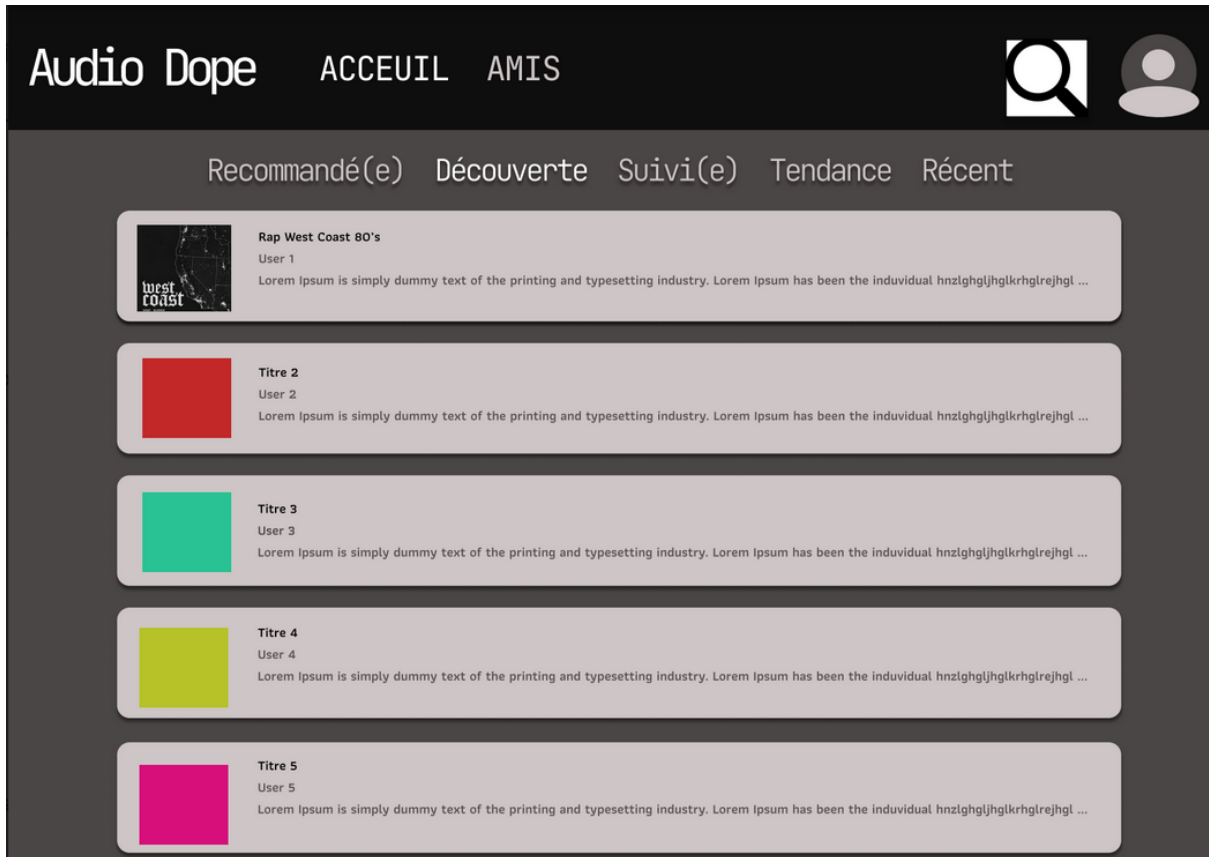 Audio Dope ACCEUIL AMIS
Recommandé(e) Découverte Suivi(e) Tendance Récent
west
coast
Rap West Coast 80's
User 1
Lorem Ipsum is simply dummy text of the printing and typesetting industry. Lorem Ipsum has been the induvidual hnzlghgljhglkrhglrejhgl ...
Titre 2
User 2
Lorem Ipsum is simply dummy text of the printing and typesetting industry. Lorem Ipsum has been the induvidual hnzlghgljhglkrhglrejhgl ...
Titre 3
User 3
Lorem Ipsum is simply dummy text of the printing and typesetting industry. Lorem Ipsum has been the induvidual hnzlghgljhglkrhglrejhgl ...
Titre 4
User 4
Lorem Ipsum is simply dummy text of the printing and typesetting industry. Lorem Ipsum has been the induvidual hnzlghgljhglkrhglrejhgl ...
Titre 5
User 5
Lorem Ipsum is simply dummy text of the printing and typesetting industry. Lorem Ipsum has been the induvidual hnzlghgljhglkrhglrejhgl ...